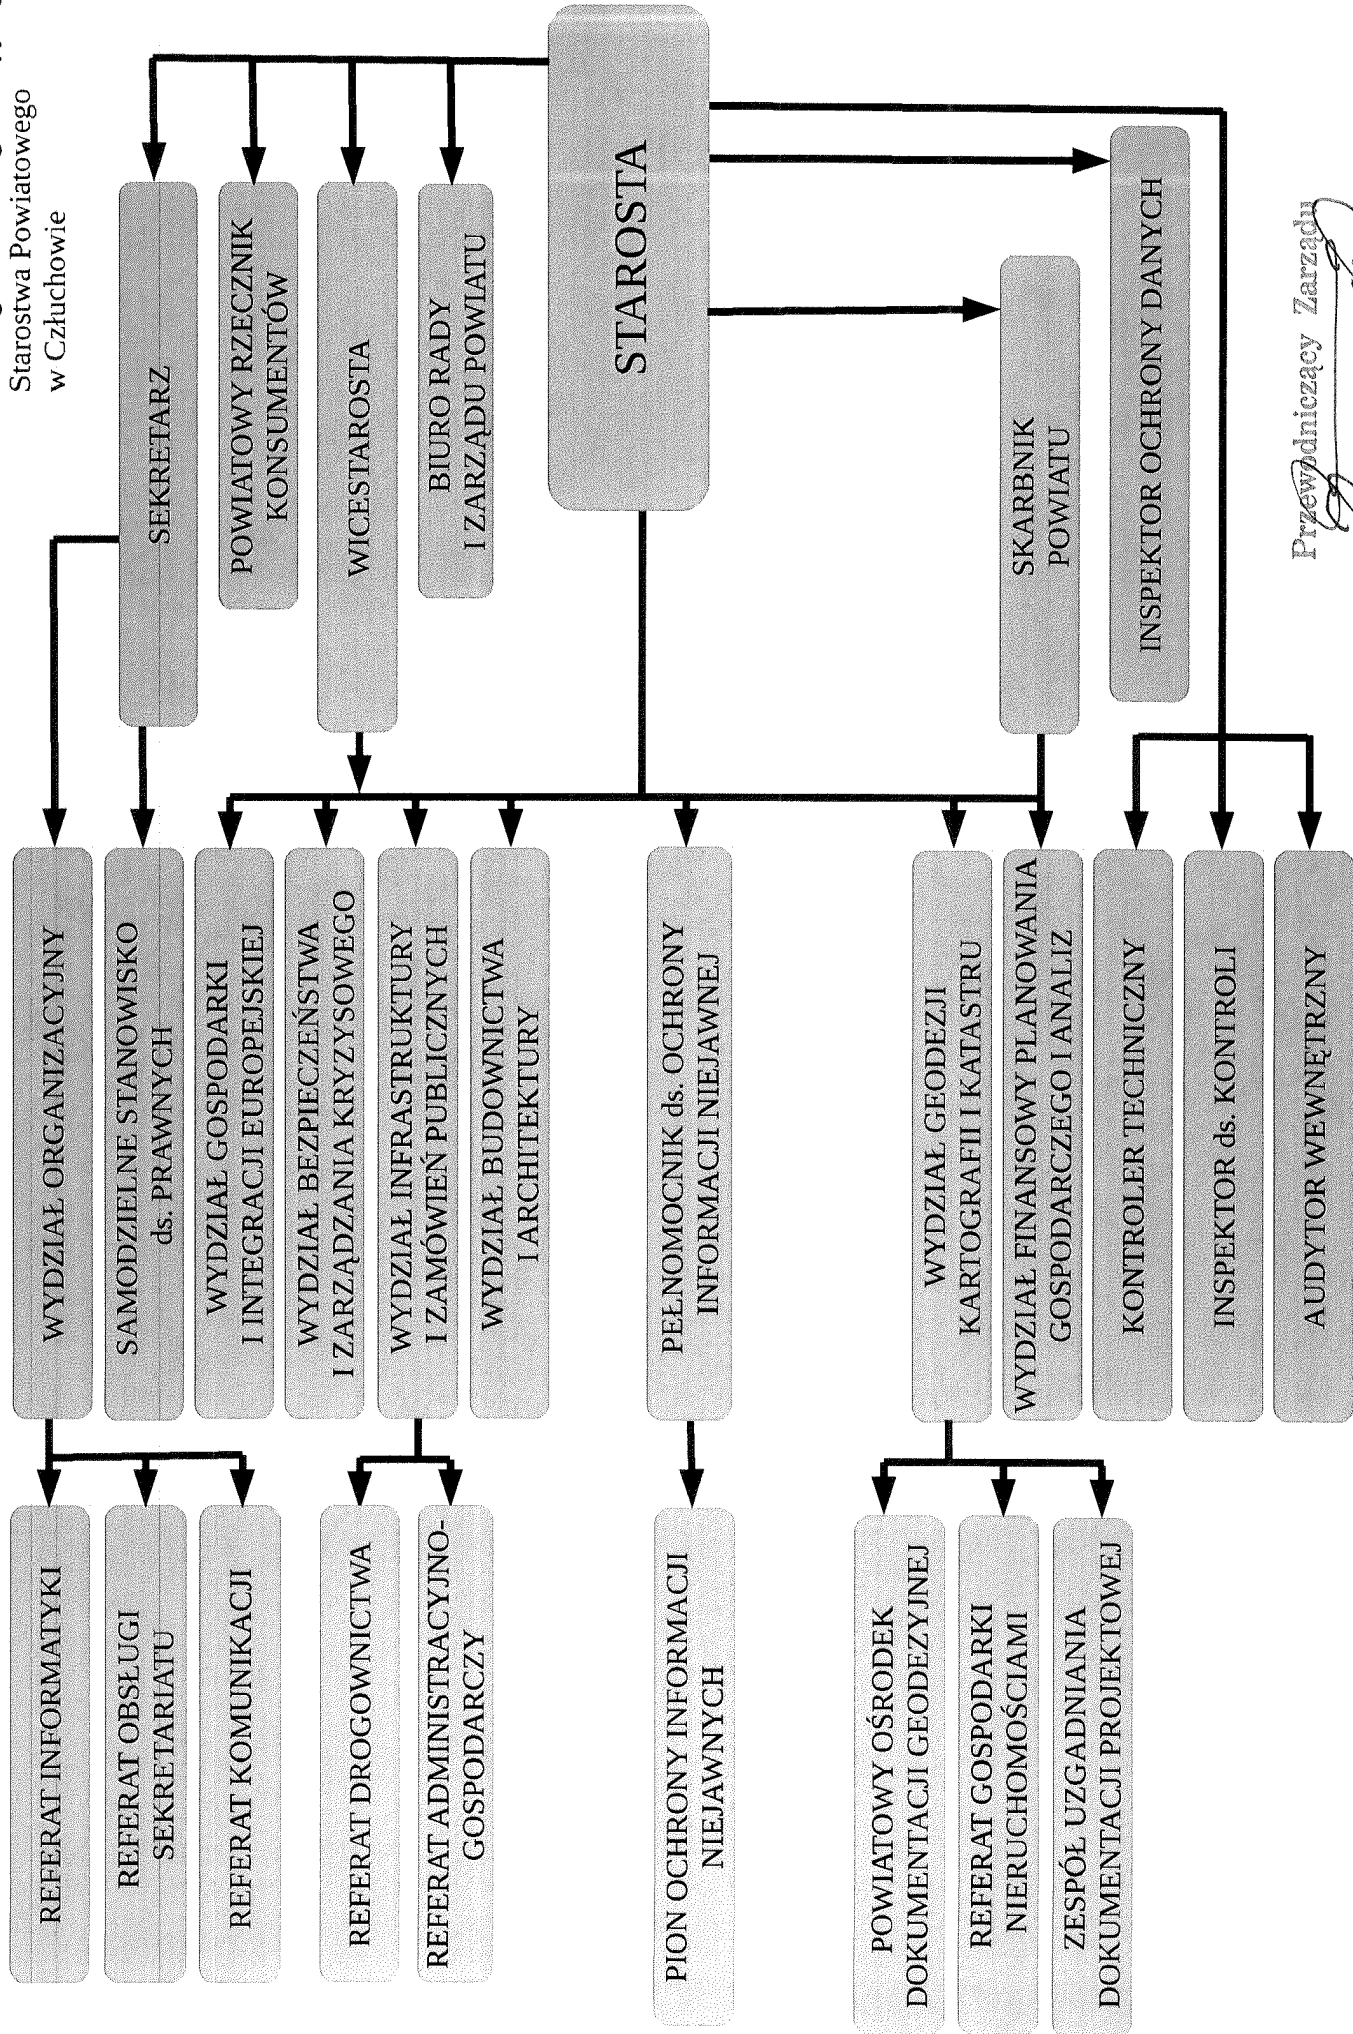 Starostwa Powiatowego
w Człuchowie
STAROSTA
SEKRETARZ
POWIATOWY RZECZNIK
KONSUMENTÓW
WICESTAROSTA
BIURO RADY
I ZARZĄDU POWIATU
SKARBNIK
POWIATU
INSPEKTOR OCHRONY DANYCH
WYDZIAŁ ORGANIZACYJNY
SAMODZIELNE STANOWISKO
ds. PRAWNYCH
WYDZIAŁ GOSPODARKI
I INTEGRACJI EUROPEJSKIEJ
WYDZIAŁ BEZPIECZEŃSTWA
I ZARZĄDZANIA KRYZYSOWEGO
WYDZIAŁ INFRASTRUKTURY
I ZAMÓWIEŃ PUBLICZNYCH
WYDZIAŁ BUDOWNICTWA
I ARCHITEKTURY
PEŁNOMOCNIK ds. OCHRONY
INFORMACJI NIEJAWNEJ
WYDZIAŁ GEODEZJI
KARTOGRAFII I KATASTRU
WYDZIAŁ FINANSOWY PLANOWANIA
GOSPODARCZEGO I ANALIZ
KONTROLER TECHNICZNY
INSPEKTOR ds. KONTROLI
AUDYTOR WEWNĘTRZNY
REFERAT INFORMATYKI
REFERAT OBSŁUGI
SEKRETARIATU
REFERAT KOMUNIKACJI
REFERAT DROGOWNICTWA
REFERAT ADMINISTRACYJNO-
GOSPODARCZY
PION OCHRONY INFORMACJI
NIEJAWNYCH
POWIATOWY OŚRODEK
DOKUMENTACJI GEODEZYJNEJ
REFERAT GOSPODARKI
NIERUCHOMOŚCIAMI
ZESPÓŁ UZGADNIANIA
DOKUMENTACJI PROJEKTOWEJ
Przewodniczący Zarządu